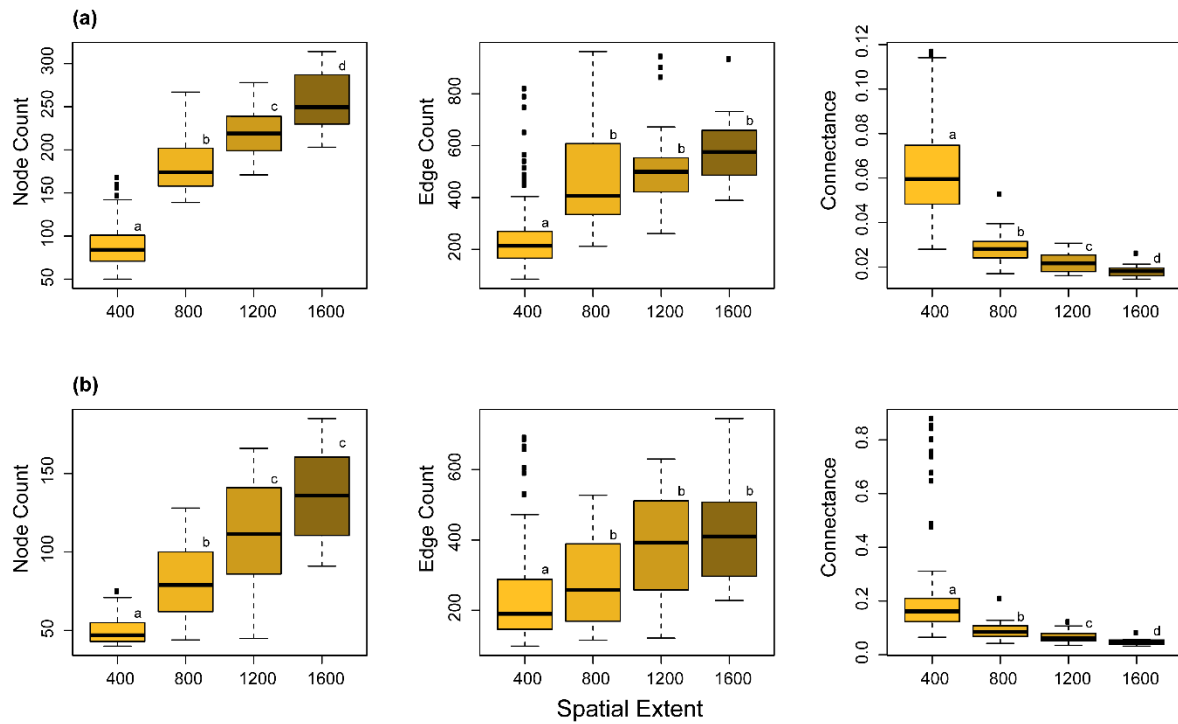 (a)
Node Count
50
100
150
200
250
300
a
b
c
d
400
800
1200
1600
Edge Count
200
400
600
800
a
b
b
b
400
800
1200
1600
Connectance
0.02
0.04
0.06
0.08
0.10
0.12
a
b
c
d
400
800
1200
1600
(b)
Node Count
50
100
150
a
b
c
c
400
800
1200
1600
Edge Count
200
400
600
a
b
b
b
400
800
1200
1600
Connectance
0.0
0.2
0.4
0.6
0.8
a
b
c
d
400
800
1200
1600
Spatial Extent